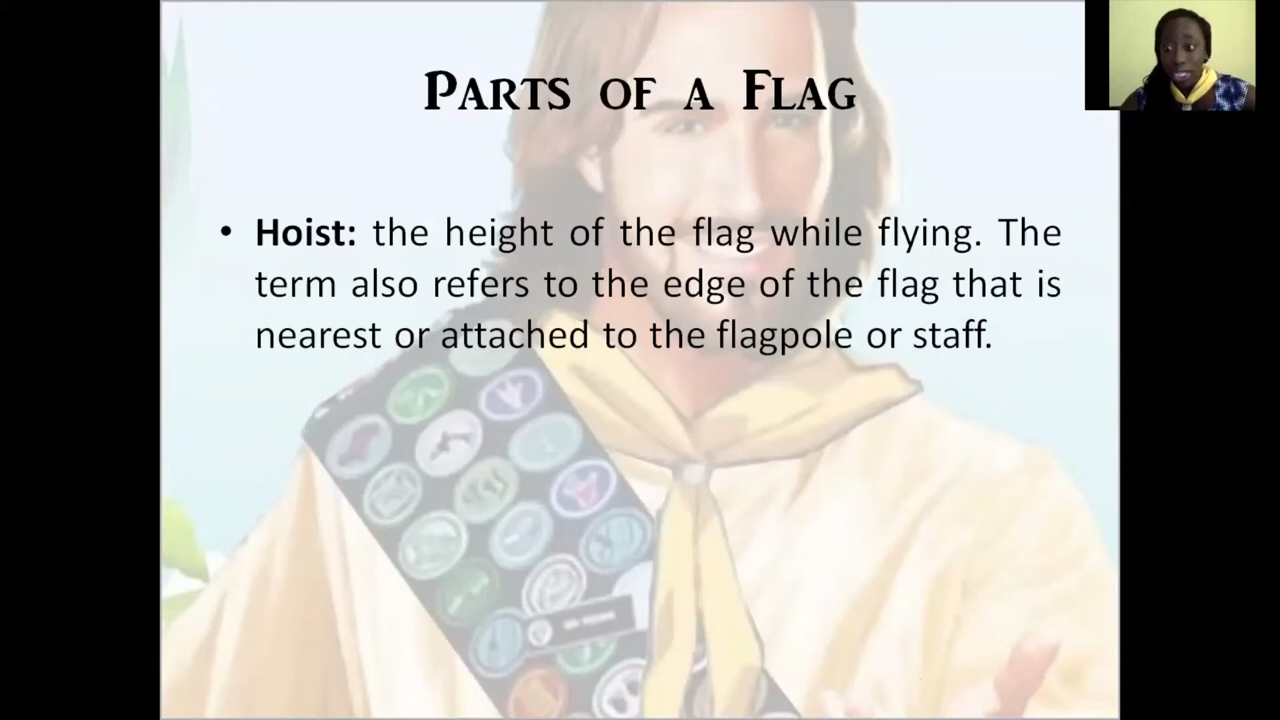 PARTS OF A FLAG
• Hoist: the height of the flag while flying. The
term also refers to the edge of the flag that is
nearest or attached to the flagpole or staff.